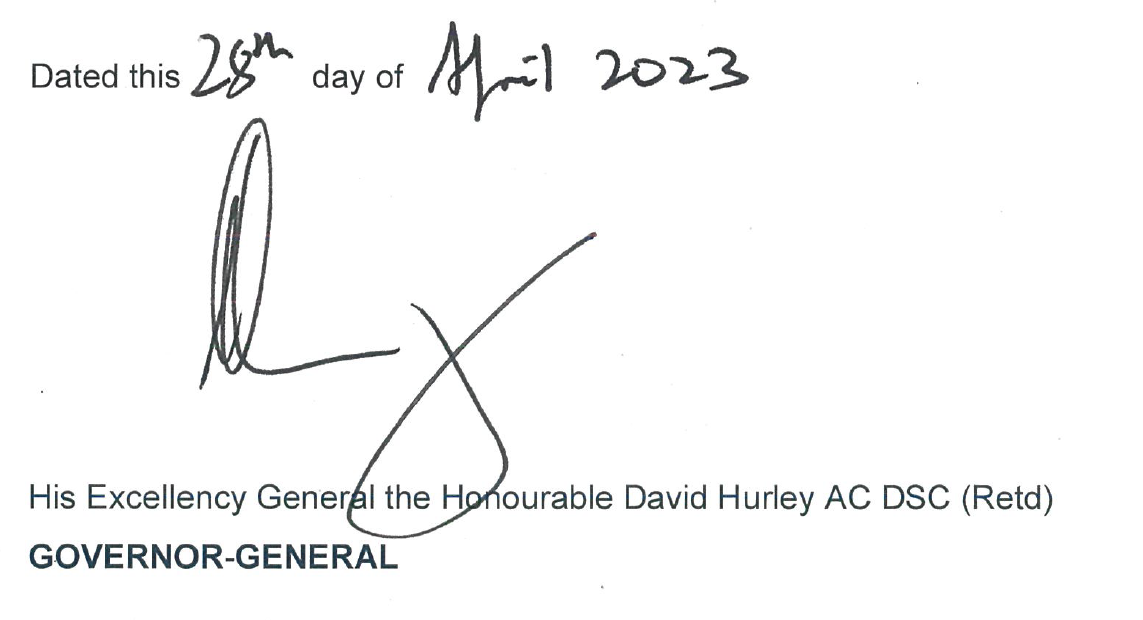 Dated this 28th day of April 2023
His Excellency General the Honourable David Hurley AC DSC (Retd)
GOVERNOR-GENERAL